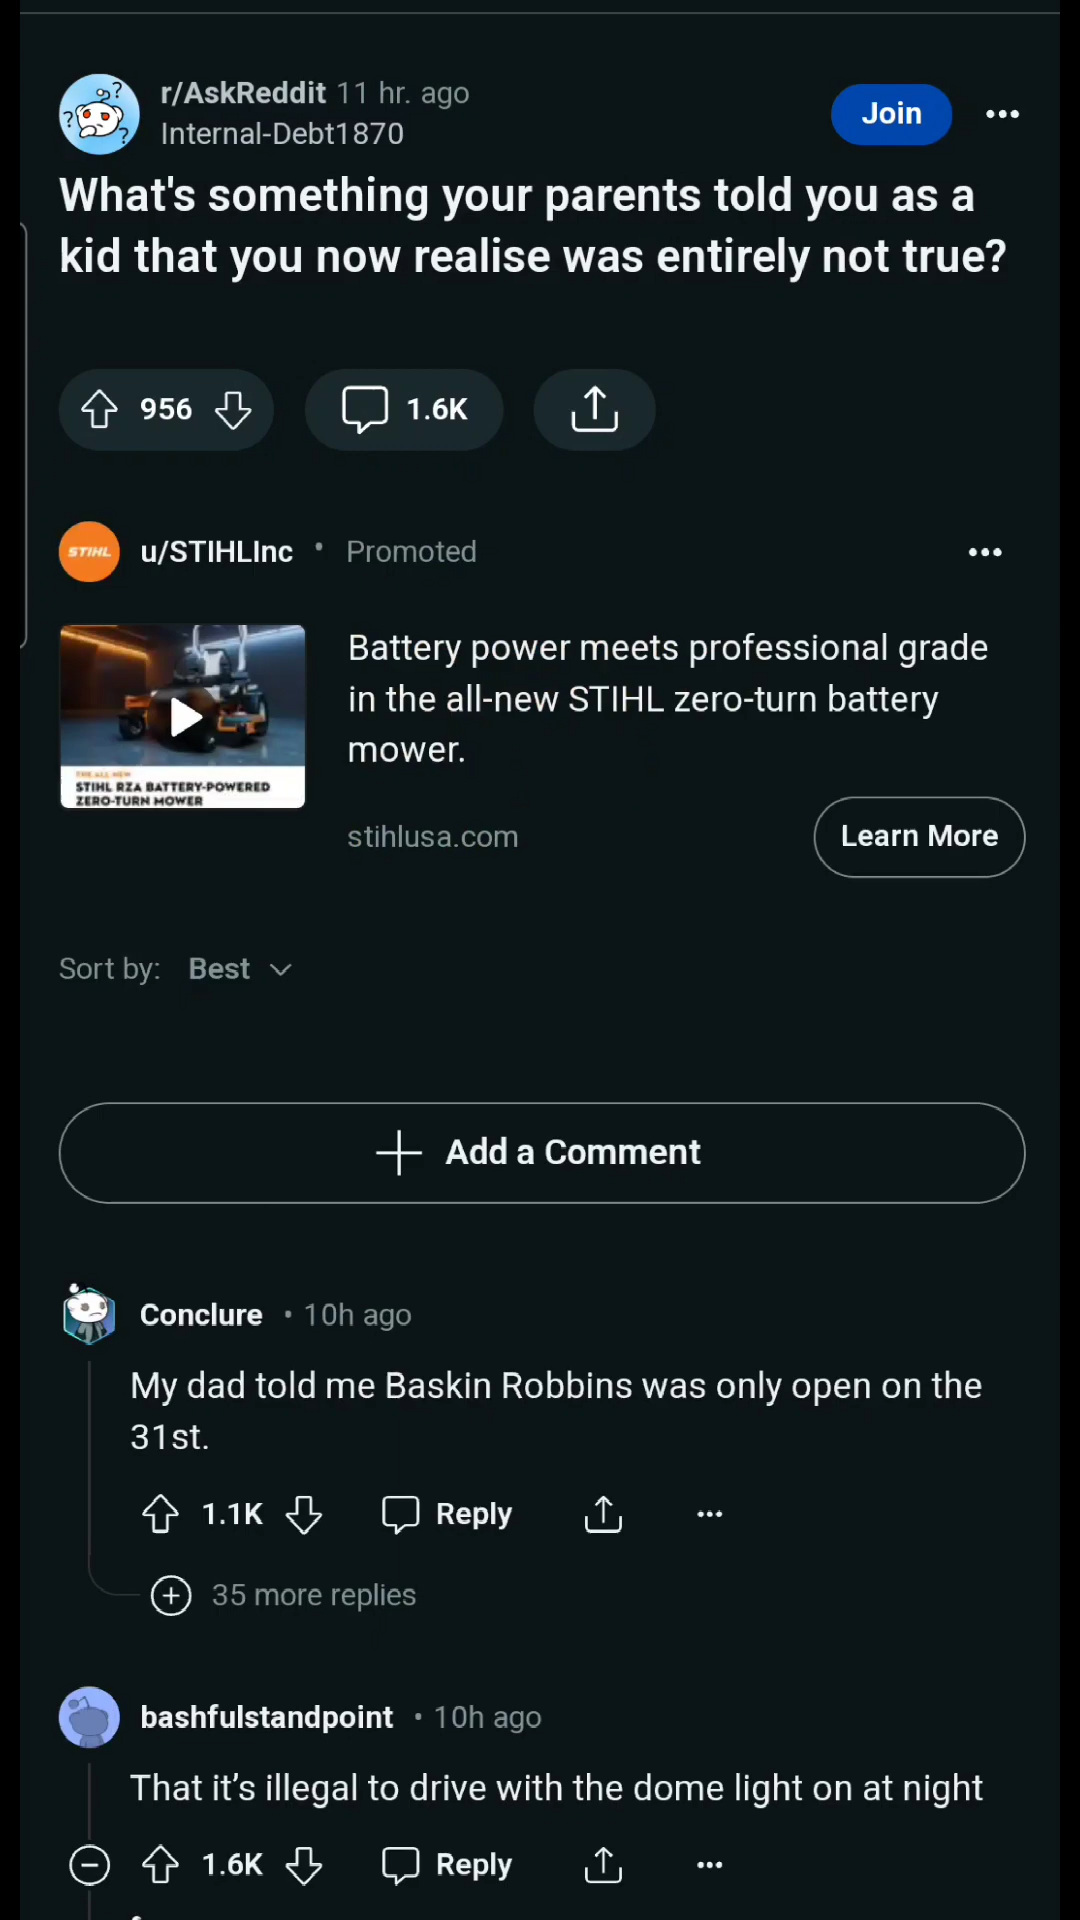 r/AskReddit 11 hr. ago
Internal-Debt1870
Join
What's something your parents told you as a
kid that you now realise was entirely not true?
956
1.6K
STIHL
u/STIHLInc • Promoted
Battery power meets professional grade
in the all-new STIHL zero-turn battery
mower.
THE ALL NEW
STIHL RZA BATTERY-POWERED
ZERO-TURN MOWER
stihlusa.com
Learn More
Sort by: Best
Add a Comment
Conclure • 10h ago
My dad told me Baskin Robbins was only open on the
31st.
1.1K
Reply
35 more replies
bashfulstandpoint • 10h ago
That it’s illegal to drive with the dome light on at night
1.6K
Reply